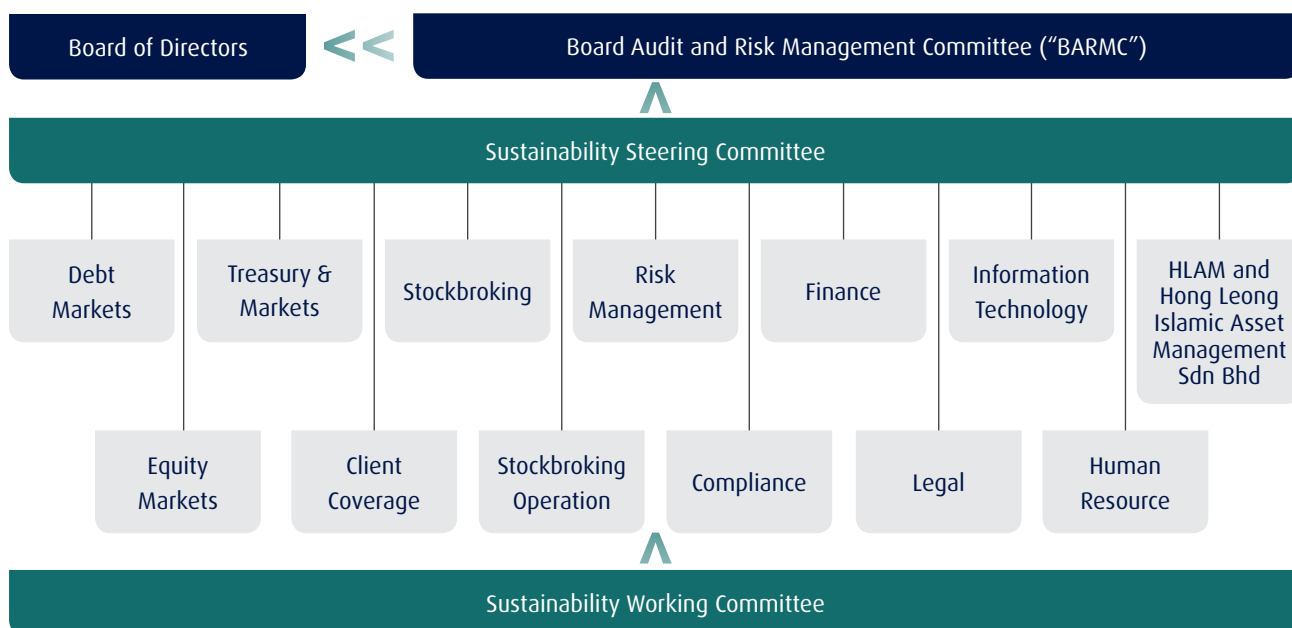 Board of Directors
<<
Board Audit and Risk Management Committee (“BARMC”)
Sustainability Steering Committee
Debt
Markets
Treasury &
Markets
Stockbroking
Risk
Management
Finance
Information
Technology
HLAM and
Hong Leong
Islamic Asset
Management
Sdn Bhd
Equity
Markets
Client
Coverage
Stockbroking
Operation
Compliance
Legal
Human
Resource
Sustainability Working Committee